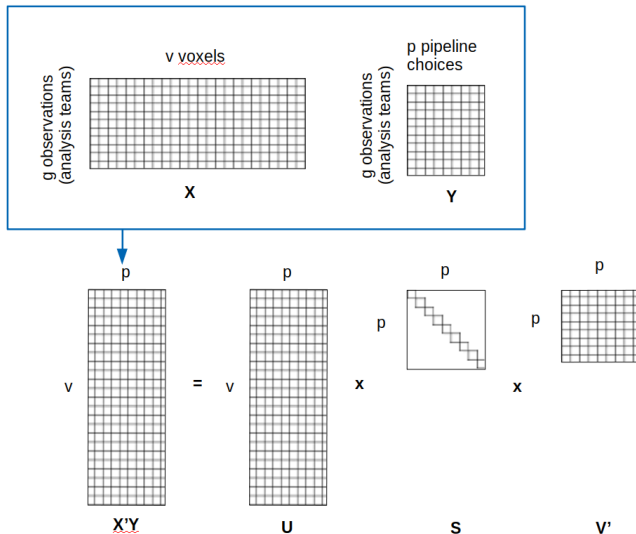 v voxels
g observations
(analysis teams)
X
p pipeline
choices
g observations
(analysis teams)
Y
p
v
X’Y
=
p
v
U
x
p
p
S
x
p
p
V’